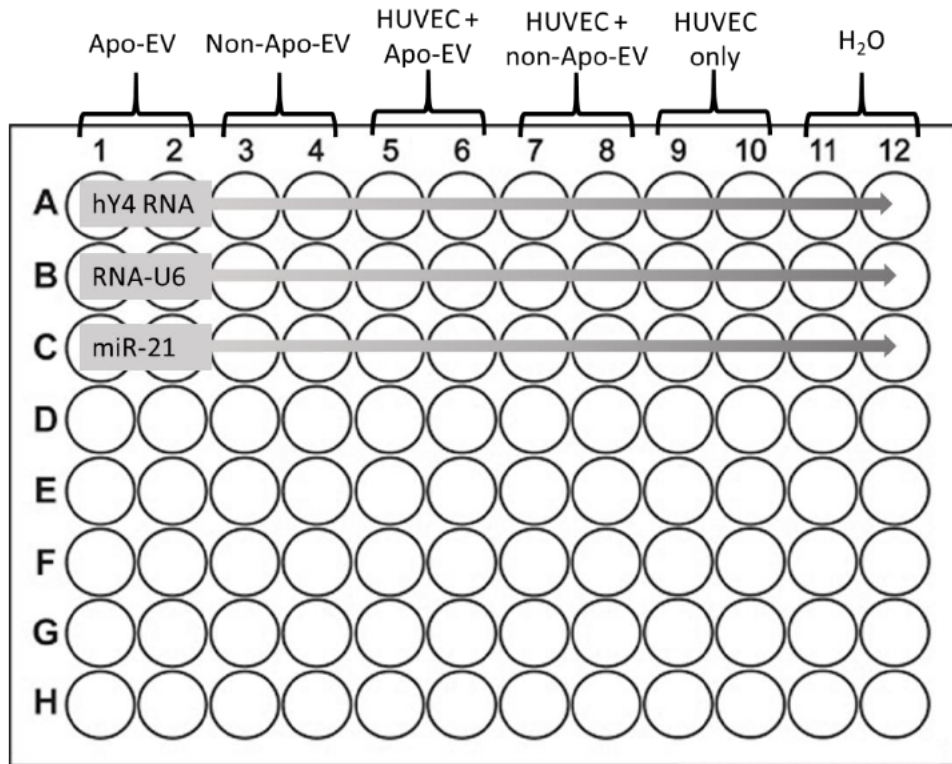 Apo-EV
Non-Apo-EV
HUVEC +
Apo-EV
HUVEC +
non-Apo-EV
HUVEC
only
H₂O
1 2 3 4 5 6 7 8 9 10 11 12
A hY4 RNA
B RNA-U6
C miR-21
D
E
F
G
H